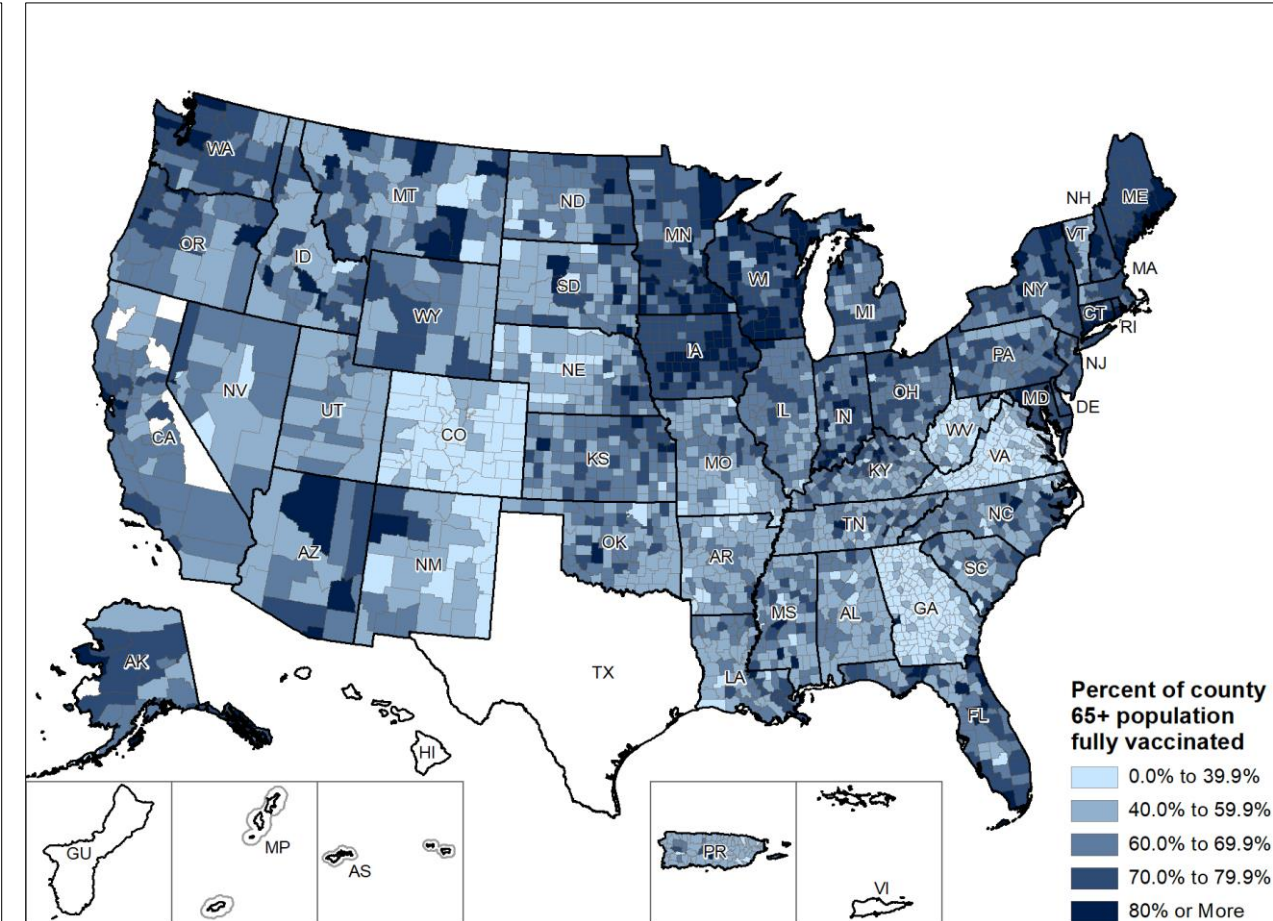 WA
MT
ND
MN
OR
ID
SD
WI
WY
MI
NH
VT
ME
MA
NY
CT
RI
NE
IA
PA
NJ
NV
UT
CO
IL
IN
OH
MD
DE
CA
KS
MO
WV
VA
KY
AZ
NM
OK
AR
TN
NC
SC
MS
AL
GA
AK
TX
LA
FL
HI
GU
MP
AS
PR
VI
Percent of county
65+ population
fully vaccinated
0.0% to 39.9%
40.0% to 59.9%
60.0% to 69.9%
70.0% to 79.9%
80% or More